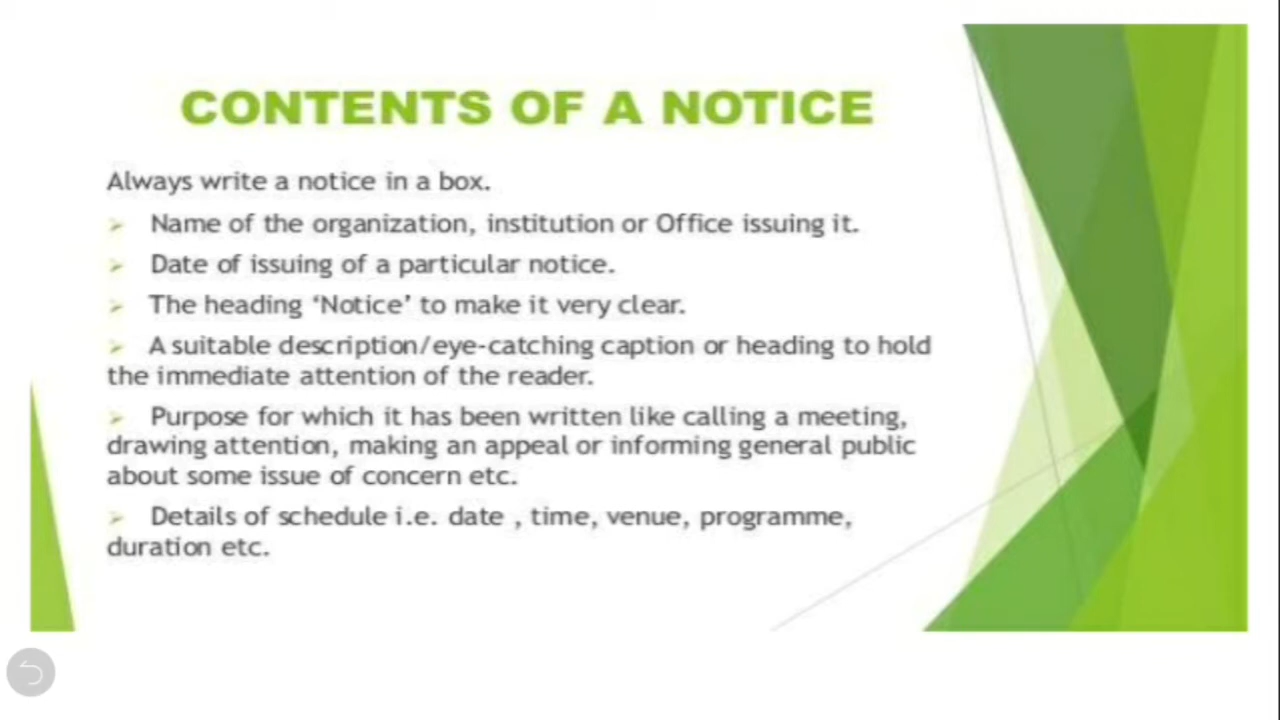 CONTENTS OF A NOTICE
Always write a notice in a box.
➢ Name of the organization, institution or Office issuing it.
➢ Date of issuing of a particular notice.
➢ The heading ‘Notice’ to make it very clear.
➢ A suitable description/eye-catching caption or heading to hold
the immediate attention of the reader.
➢ Purpose for which it has been written like calling a meeting,
drawing attention, making an appeal or informing general public
about some issue of concern etc.
➢ Details of schedule i.e. date , time, venue, programme,
duration etc.